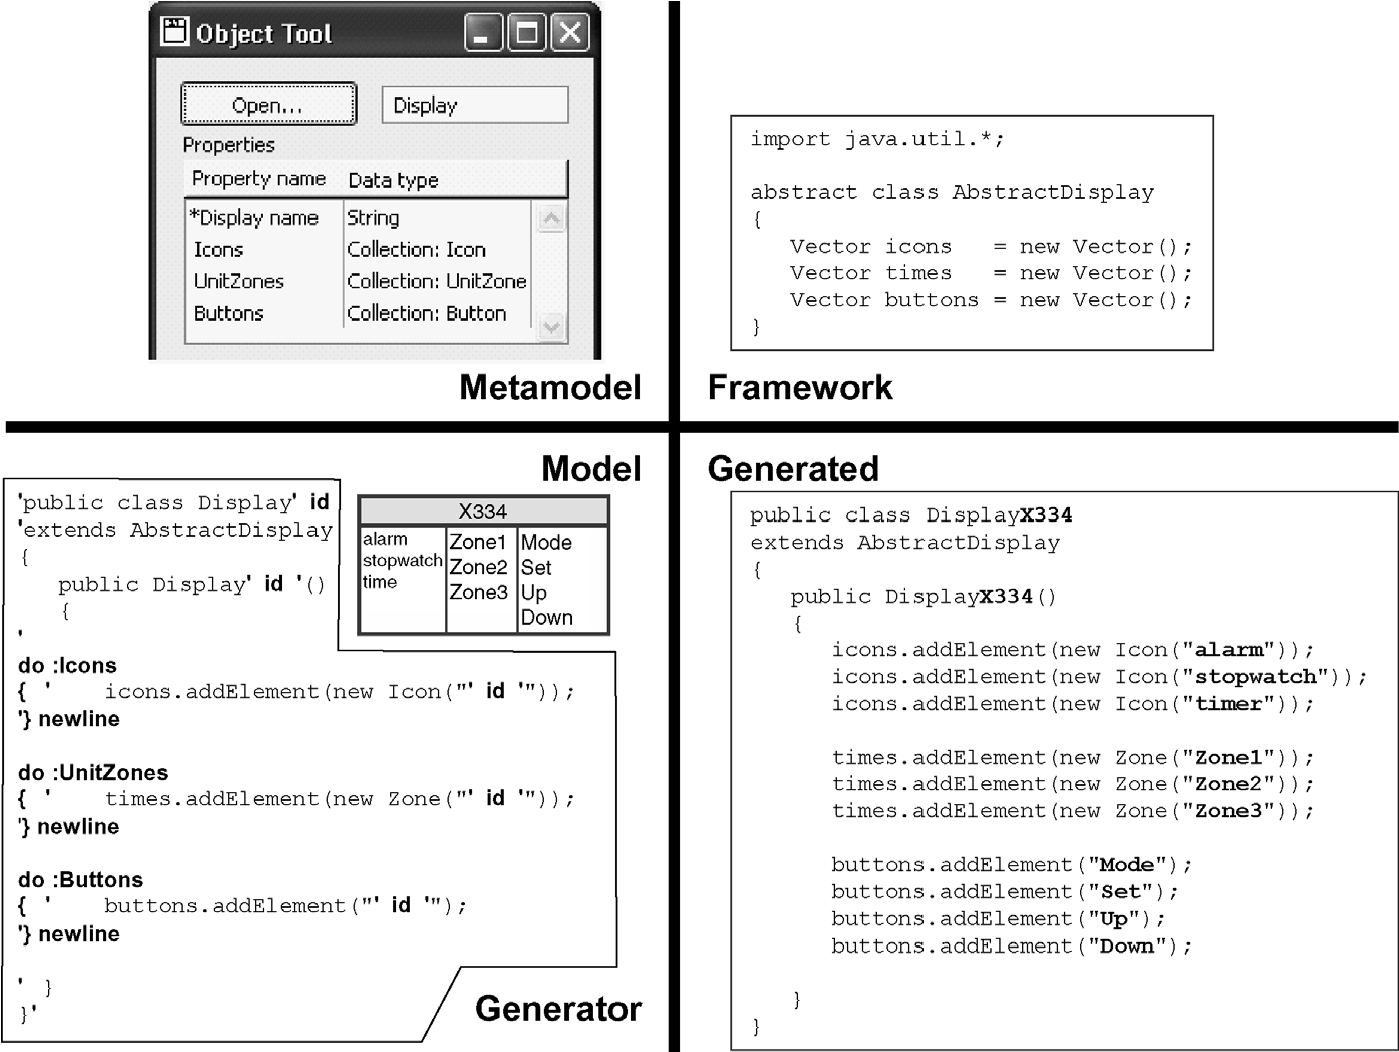 Object Tool
Open...
Display
Properties
Property name Data type
*Display name String
Icons Collection: Icon
UnitZones Collection: UnitZone
Buttons Collection: Button
Metamodel
import java.util.*;
abstract class AbstractDisplay
{
Vector icons = new Vector();
Vector times = new Vector();
Vector buttons = new Vector();
}
Framework
Model
'public class Display' id
'extends AbstractDisplay
{
public Display' id '()
{
'
do :Icons
{ ' icons.addElement(new Icon("' id '"));
'} newline
do :UnitZones
{ ' times.addElement(new Zone("' id '"));
'} newline
do :Buttons
{ ' buttons.addElement("' id '");
'} newline
' }
}'
X334
alarm
stopwatch
time
Zone1
Zone2
Zone3
Mode
Set
Up
Down
Generator
Generated
public class DisplayX334
extends AbstractDisplay
{
public DisplayX334()
{
icons.addElement(new Icon("alarm"));
icons.addElement(new Icon("stopwatch"));
icons.addElement(new Icon("timer"));
times.addElement(new Zone("Zone1"));
times.addElement(new Zone("Zone2"));
times.addElement(new Zone("Zone3"));
buttons.addElement("Mode");
buttons.addElement("Set");
buttons.addElement("Up");
buttons.addElement("Down");
}
}